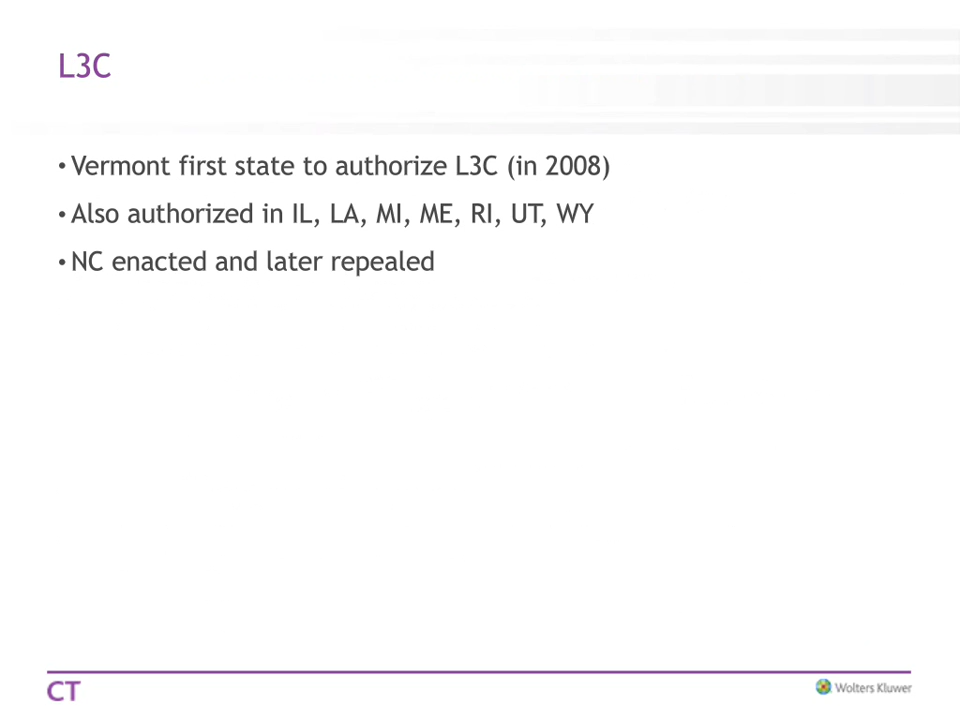 L3C
• Vermont first state to authorize L3C (in 2008)
• Also authorized in IL, LA, MI, ME, RI, UT, WY
• NC enacted and later repealed
CT
Wolters Kluwer